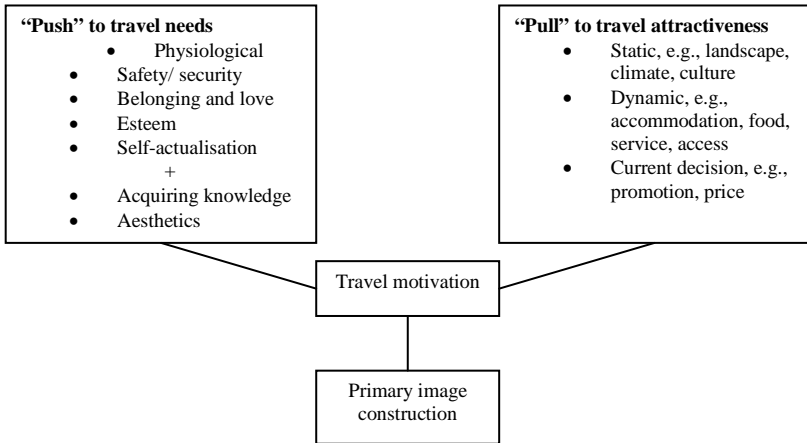 “Push” to travel needs
• Physiological
• Safety/ security
• Belonging and love
• Esteem
• Self-actualisation
+
• Acquiring knowledge
• Aesthetics
“Pull” to travel attractiveness
• Static, e.g., landscape,
climate, culture
• Dynamic, e.g.,
accommodation, food,
service, access
• Current decision, e.g.,
promotion, price
Travel motivation
Primary image
construction